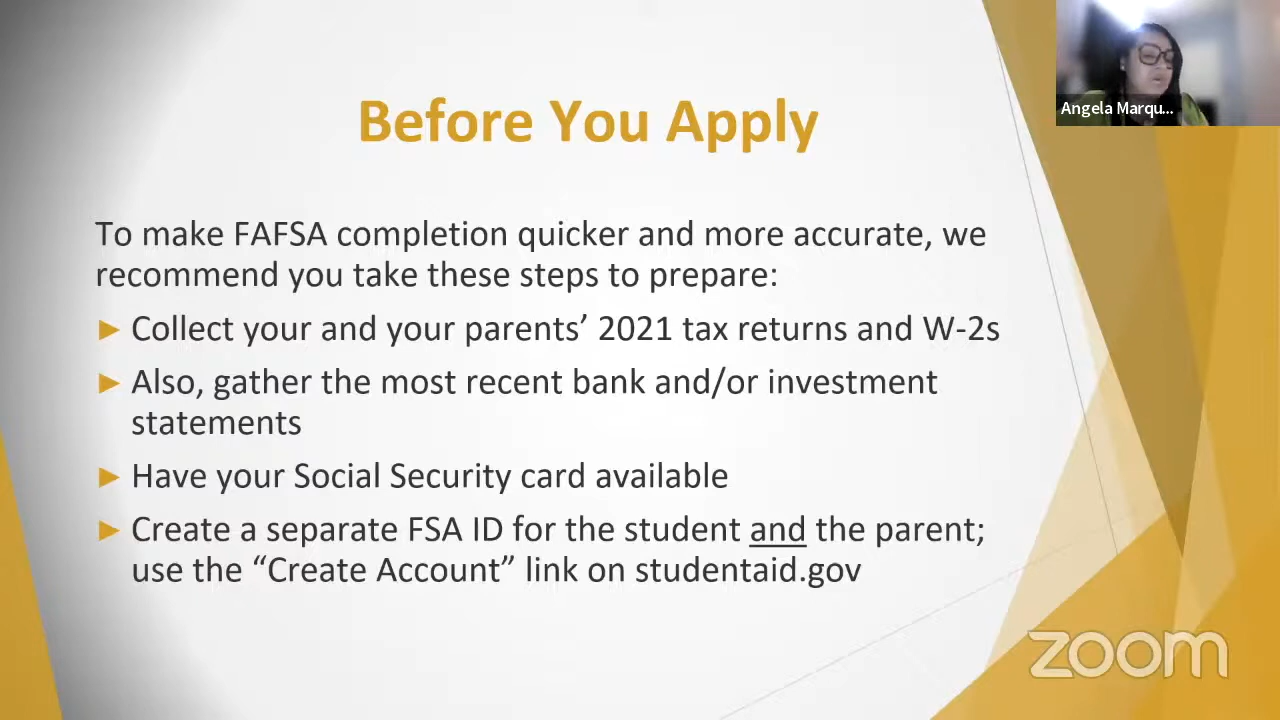 Before You Apply
Angela Marqu...
To make FAFSA completion quicker and more accurate, we
recommend you take these steps to prepare:
► Collect your and your parents’ 2021 tax returns and W-2s
► Also, gather the most recent bank and/or investment
statements
► Have your Social Security card available
► Create a separate FSA ID for the student and the parent;
use the “Create Account” link on studentaid.gov
zoom